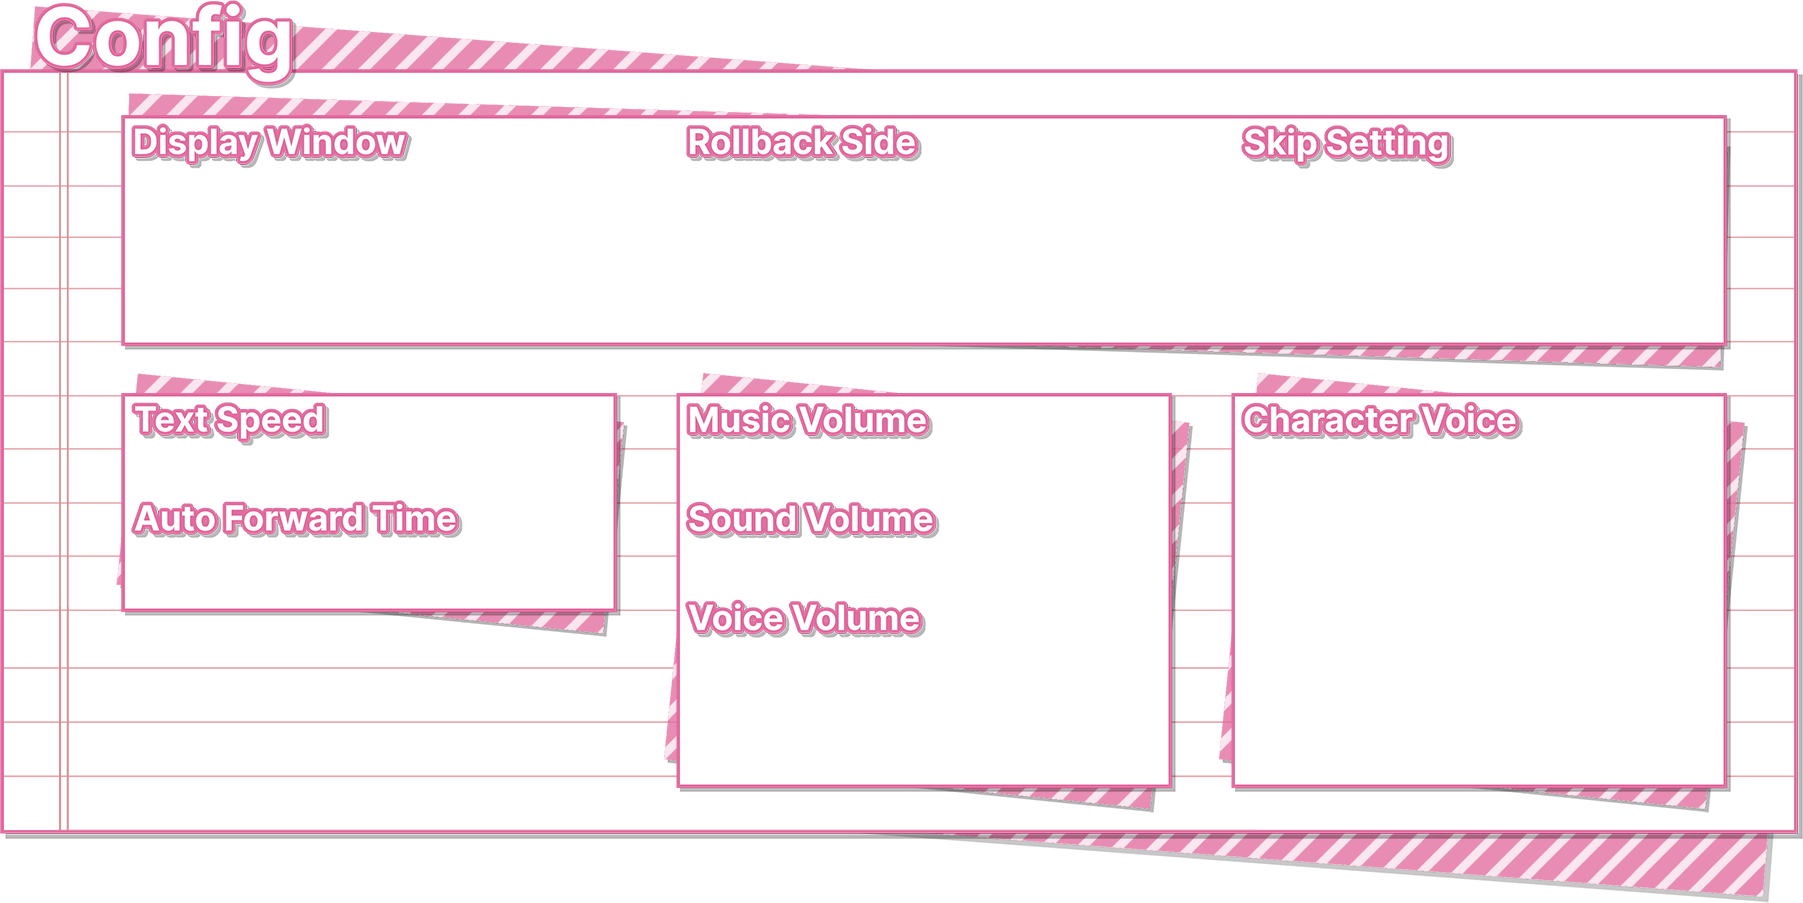 Config
Display Window
Rollback Side
Skip Setting
Text Speed
Auto Forward Time
Music Volume
Sound Volume
Voice Volume
Character Voice